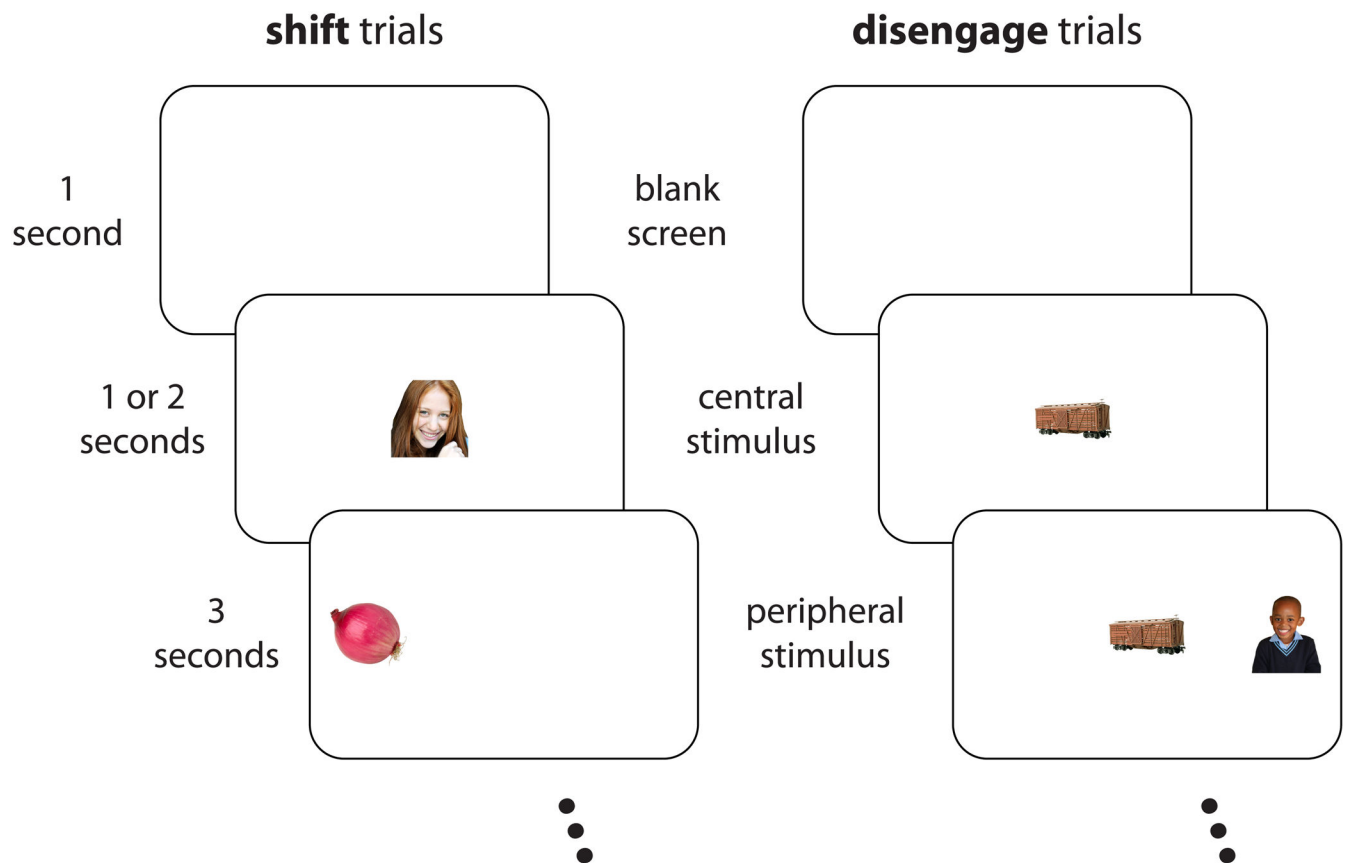 shift trials
disengage trials
1
second
blank
screen
1 or 2
seconds
central
stimulus
3
seconds
peripheral
stimulus